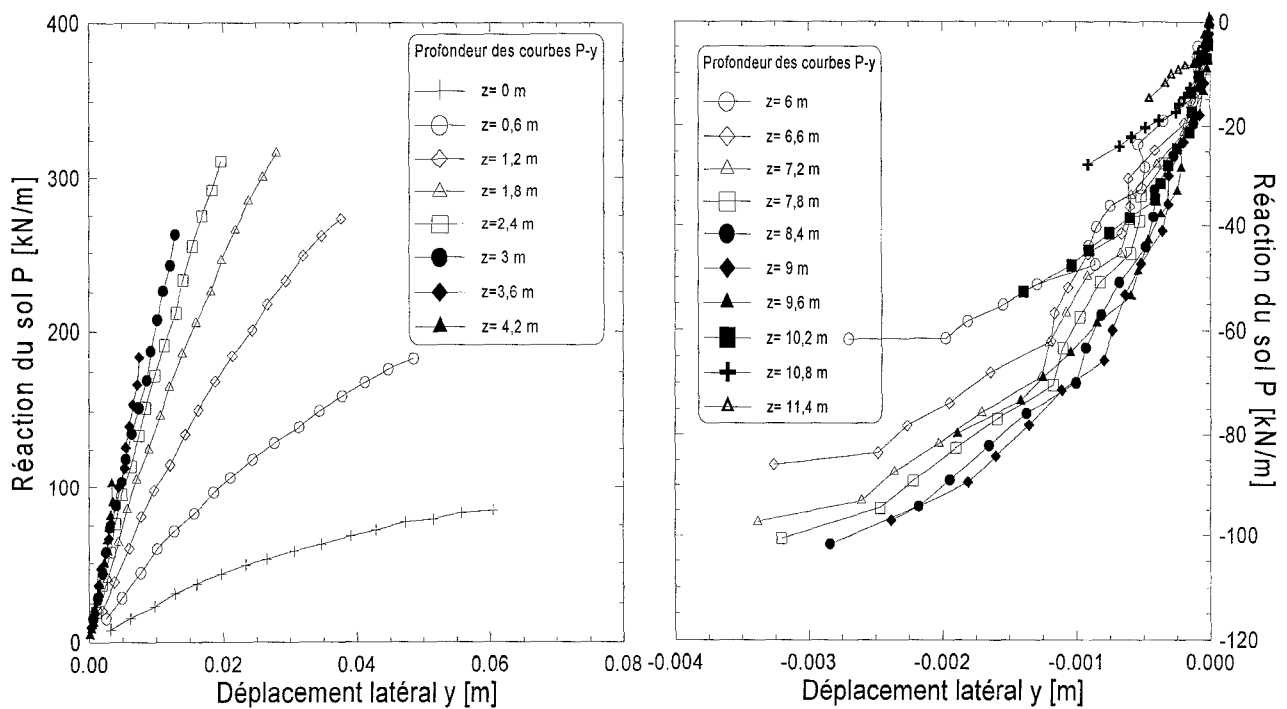 400
300
200
100
0
Réaction du sol P [kN/m]
Profondeur des courbes P-y
z= 0 m
z= 0,6 m
z= 1,2 m
z= 1,8 m
z=2,4 m
z= 3 m
z=3,6 m
z= 4,2 m
0.00
0.02
0.04
0.06
0.08
Déplacement latéral y [m]
Profondeur des courbes P-y
z= 6 m
z= 6,6 m
z= 7,2 m
z= 7,8 m
z= 8,4 m
z= 9 m
z= 9,6 m
z= 10,2 m
z= 10,8 m
z= 11,4 m
0
-20
-40
-60
-80
-100
-120
Réaction du sol P [kN/m]
-0.004
-0.003
-0.002
-0.001
0.000
Déplacement latéral y [m]